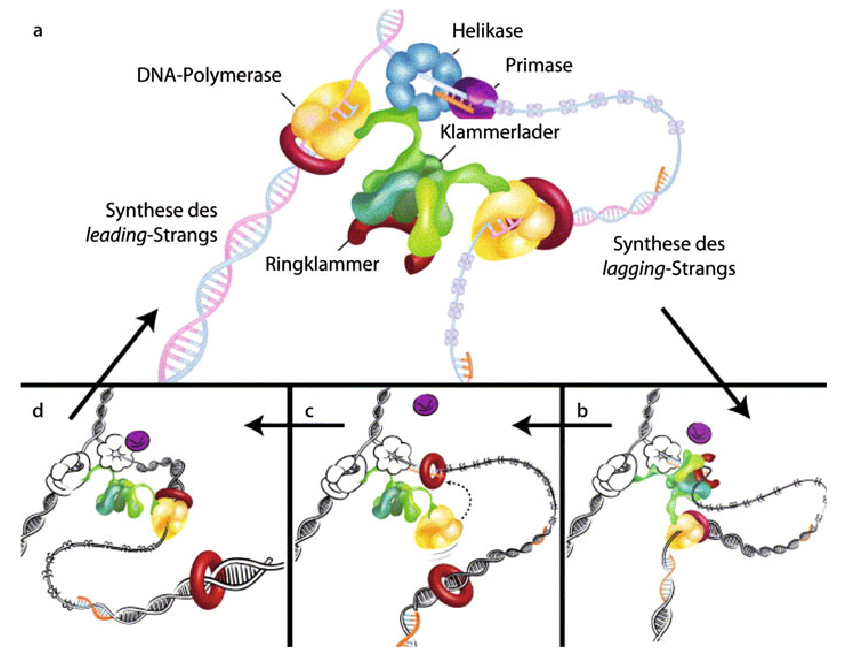 a
Helikase
Primase
DNA-Polymerase
Klammerlader
Synthese des
leading-Strangs
Ringklammer
Synthese des
lagging-Strangs
d
c
b